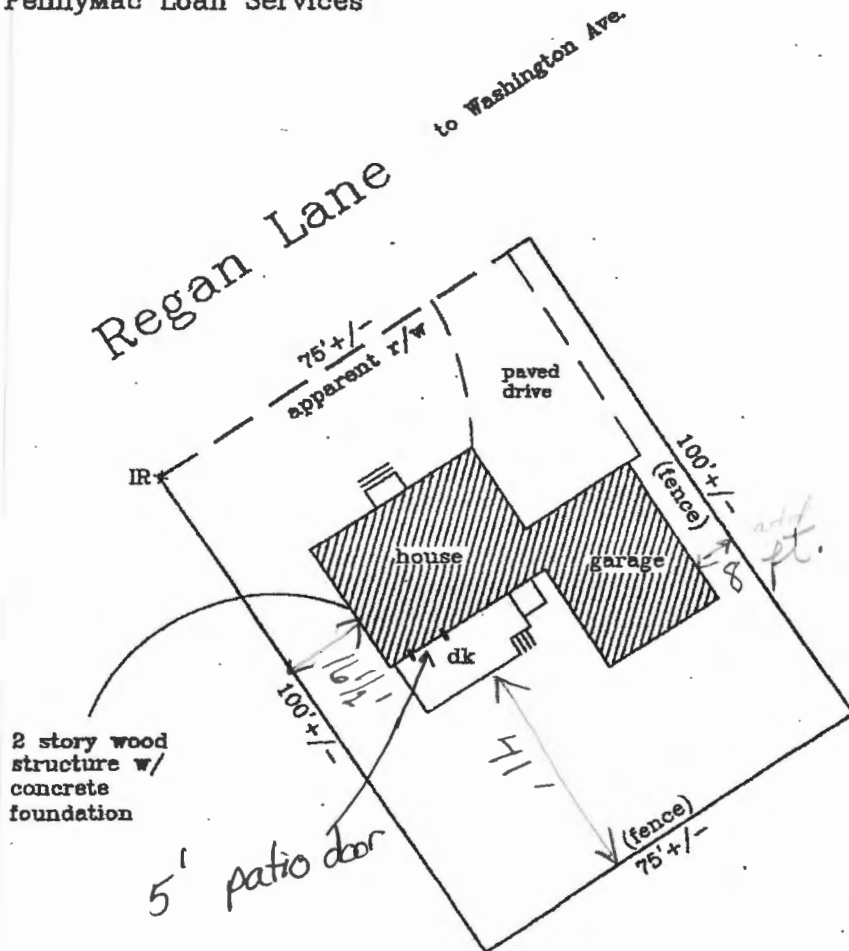 PennyMac Loan Services
to Washington Ave.
Regan Lane
75'+/-
apparent r/w
paved
drive
IR
100'+/-
(fence)
8 ft.
house
garage
dk
16 1/2'
100'+/-
41'
2 story wood
structure w/
concrete
foundation
5' patio door
(fence)
75'+/-